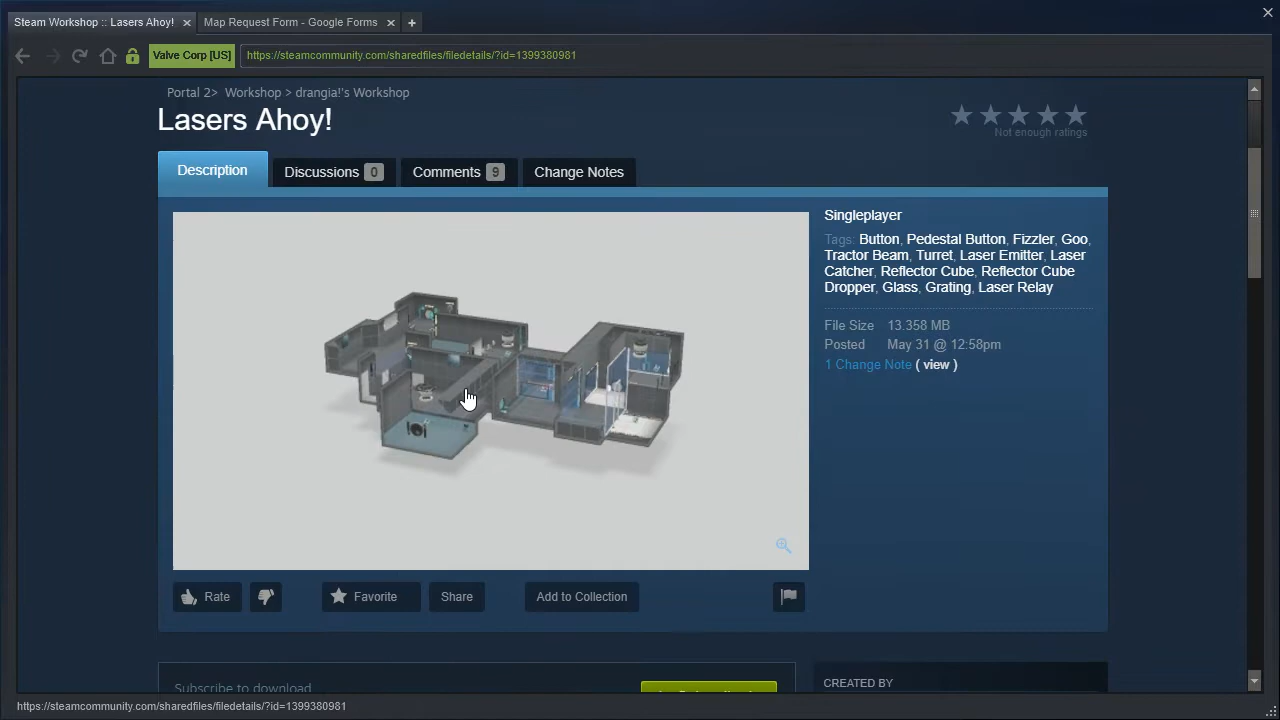 Steam Workshop :: Lasers Ahoy!
Map Request Form - Google Forms
Valve Corp [US]
https://steamcommunity.com/sharedfiles/filedetails/?id=1399380981
Portal 2> Workshop > drangia!'s Workshop
Lasers Ahoy!
Not enough ratings
Description
Discussions 0
Comments 9
Change Notes
Singleplayer
Tags: Button, Pedestal Button, Fizzler, Goo,
Tractor Beam, Turret, Laser Emitter, Laser
Catcher, Reflector Cube, Reflector Cube
Dropper, Glass, Grating, Laser Relay
File Size 13.358 MB
Posted May 31 @ 12:58pm
1 Change Note ( view )
Rate
Favorite
Share
Add to Collection
Subscribe to download
CREATED BY
https://steamcommunity.com/sharedfiles/filedetails/?id=1399380981